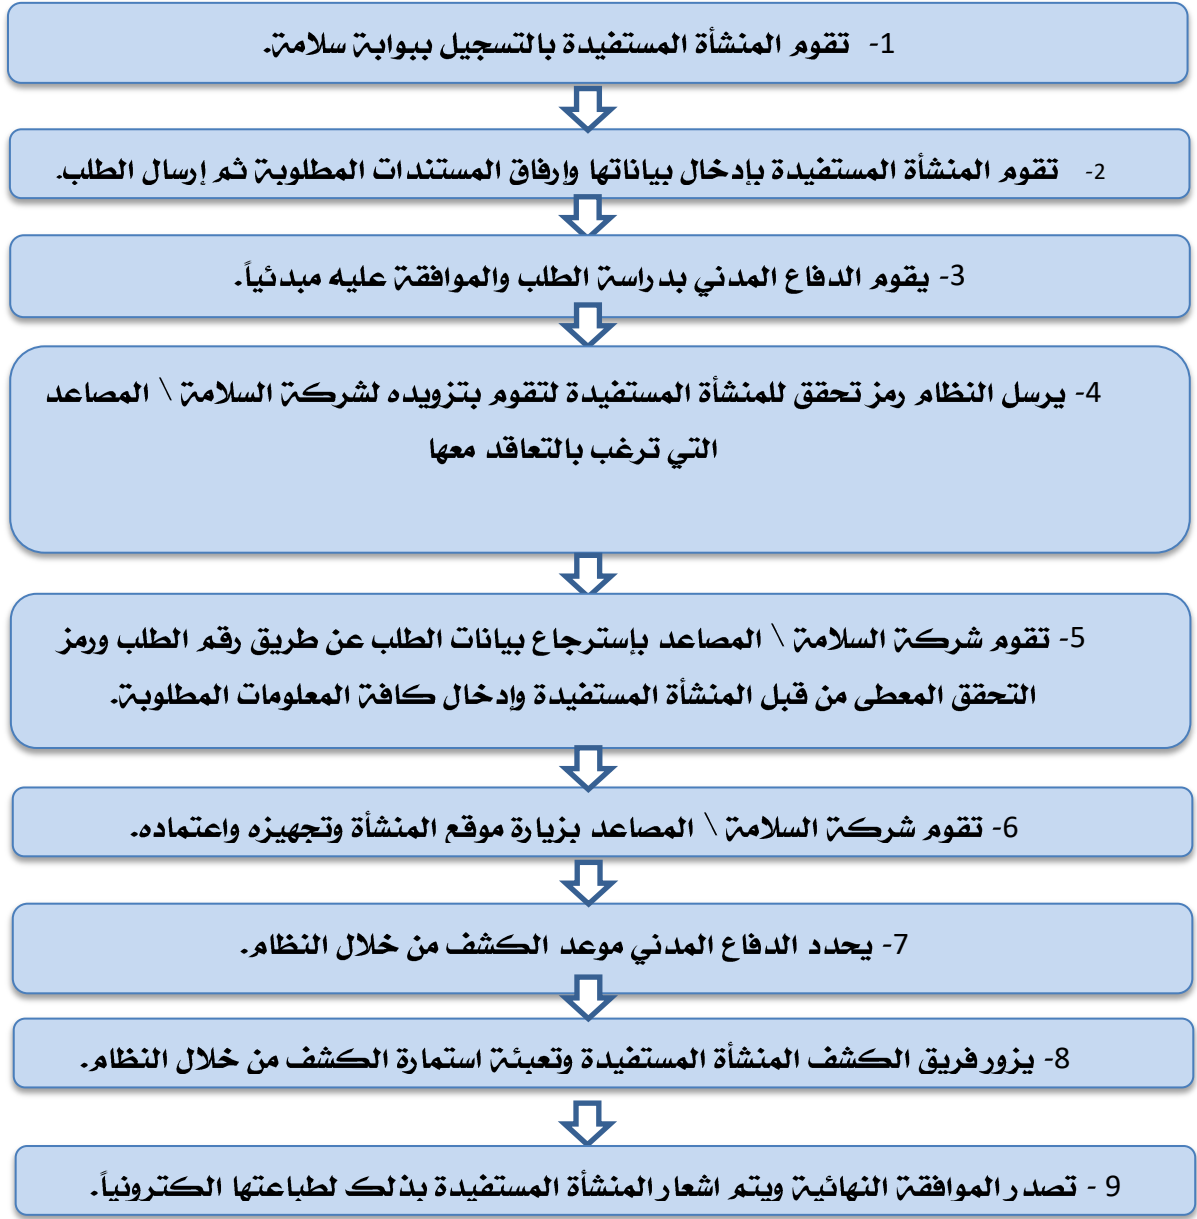 1- تقوم المنشأة المستفيدة بالتسجيل ببوابة سلامة.
2- تقوم المنشأة المستفيدة بإدخال بياناتها وإرفاق المستندات المطلوبة ثم إرسال الطلب.
3- يقوم الدفاع المدني بدراسة الطلب والموافقة عليه مبدئياً.
4- يرسل النظام رمز تحقق للمنشأة المستفيدة لتقوم بتزويده لشركة السلامة \ المصاعد
التي ترغب بالتعاقد معها
5- تقوم شركة السلامة \ المصاعد بإسترجاع بيانات الطلب عن طريق رقم الطلب ورمز
التحقق المعطى من قبل المنشأة المستفيدة وإدخال كافة المعلومات المطلوبة.
6- تقوم شركة السلامة \ المصاعد بزيارة موقع المنشأة وتجهيزه واعتماده.
7- يحدد الدفاع المدني موعد الكشف من خلال النظام.
8- يزور فريق الكشف المنشأة المستفيدة وتعبئة استمارة الكشف من خلال النظام.
9 - تصدر الموافقة النهائية ويتم اشعار المنشأة المستفيدة بذلك لطباعتها الكترونياً.